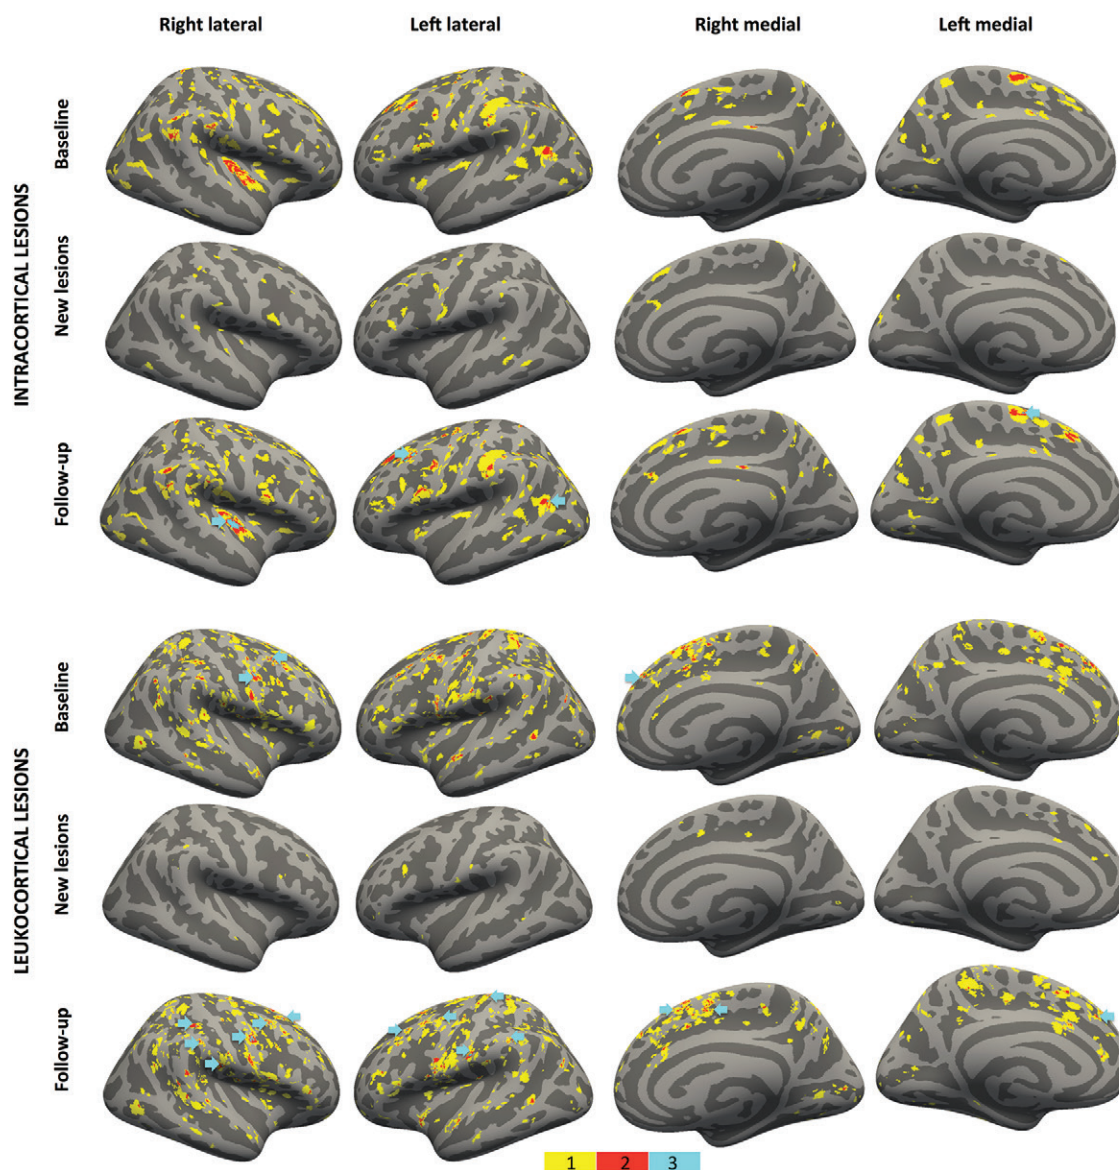 Right lateral Left lateral Right medial Left medial
INTRACORTICAL LESIONS
Baseline
New lesions
Follow-up
LEUKOCORTICAL LESIONS
Baseline
New lesions
Follow-up
1 2 3